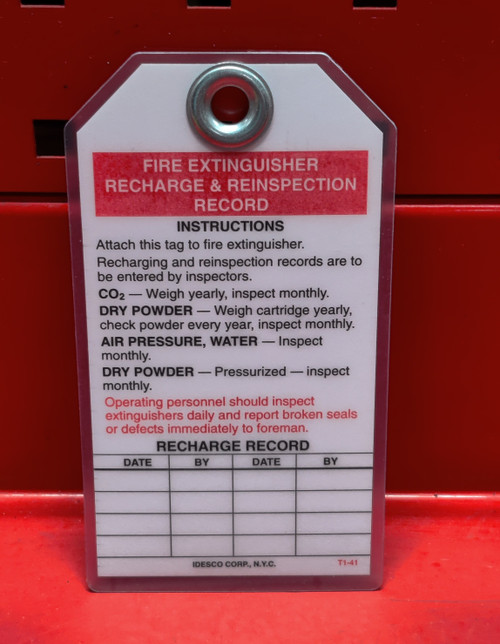 FIRE EXTINGUISHER
RECHARGE & REINSPECTION
RECORD
INSTRUCTIONS
Attach this tag to fire extinguisher.
Recharging and reinspection records are to
be entered by inspectors.
CO₂ — Weigh yearly, inspect monthly.
DRY POWDER — Weigh cartridge yearly,
check powder every year, inspect monthly.
AIR PRESSURE, WATER — Inspect
monthly.
DRY POWDER — Pressurized — inspect
monthly.
Operating personnel should inspect
extinguishers daily and report broken seals
or defects immediately to foreman.
RECHARGE RECORD
DATE BY DATE BY
IDESCO CORP., N.Y.C. T1-41